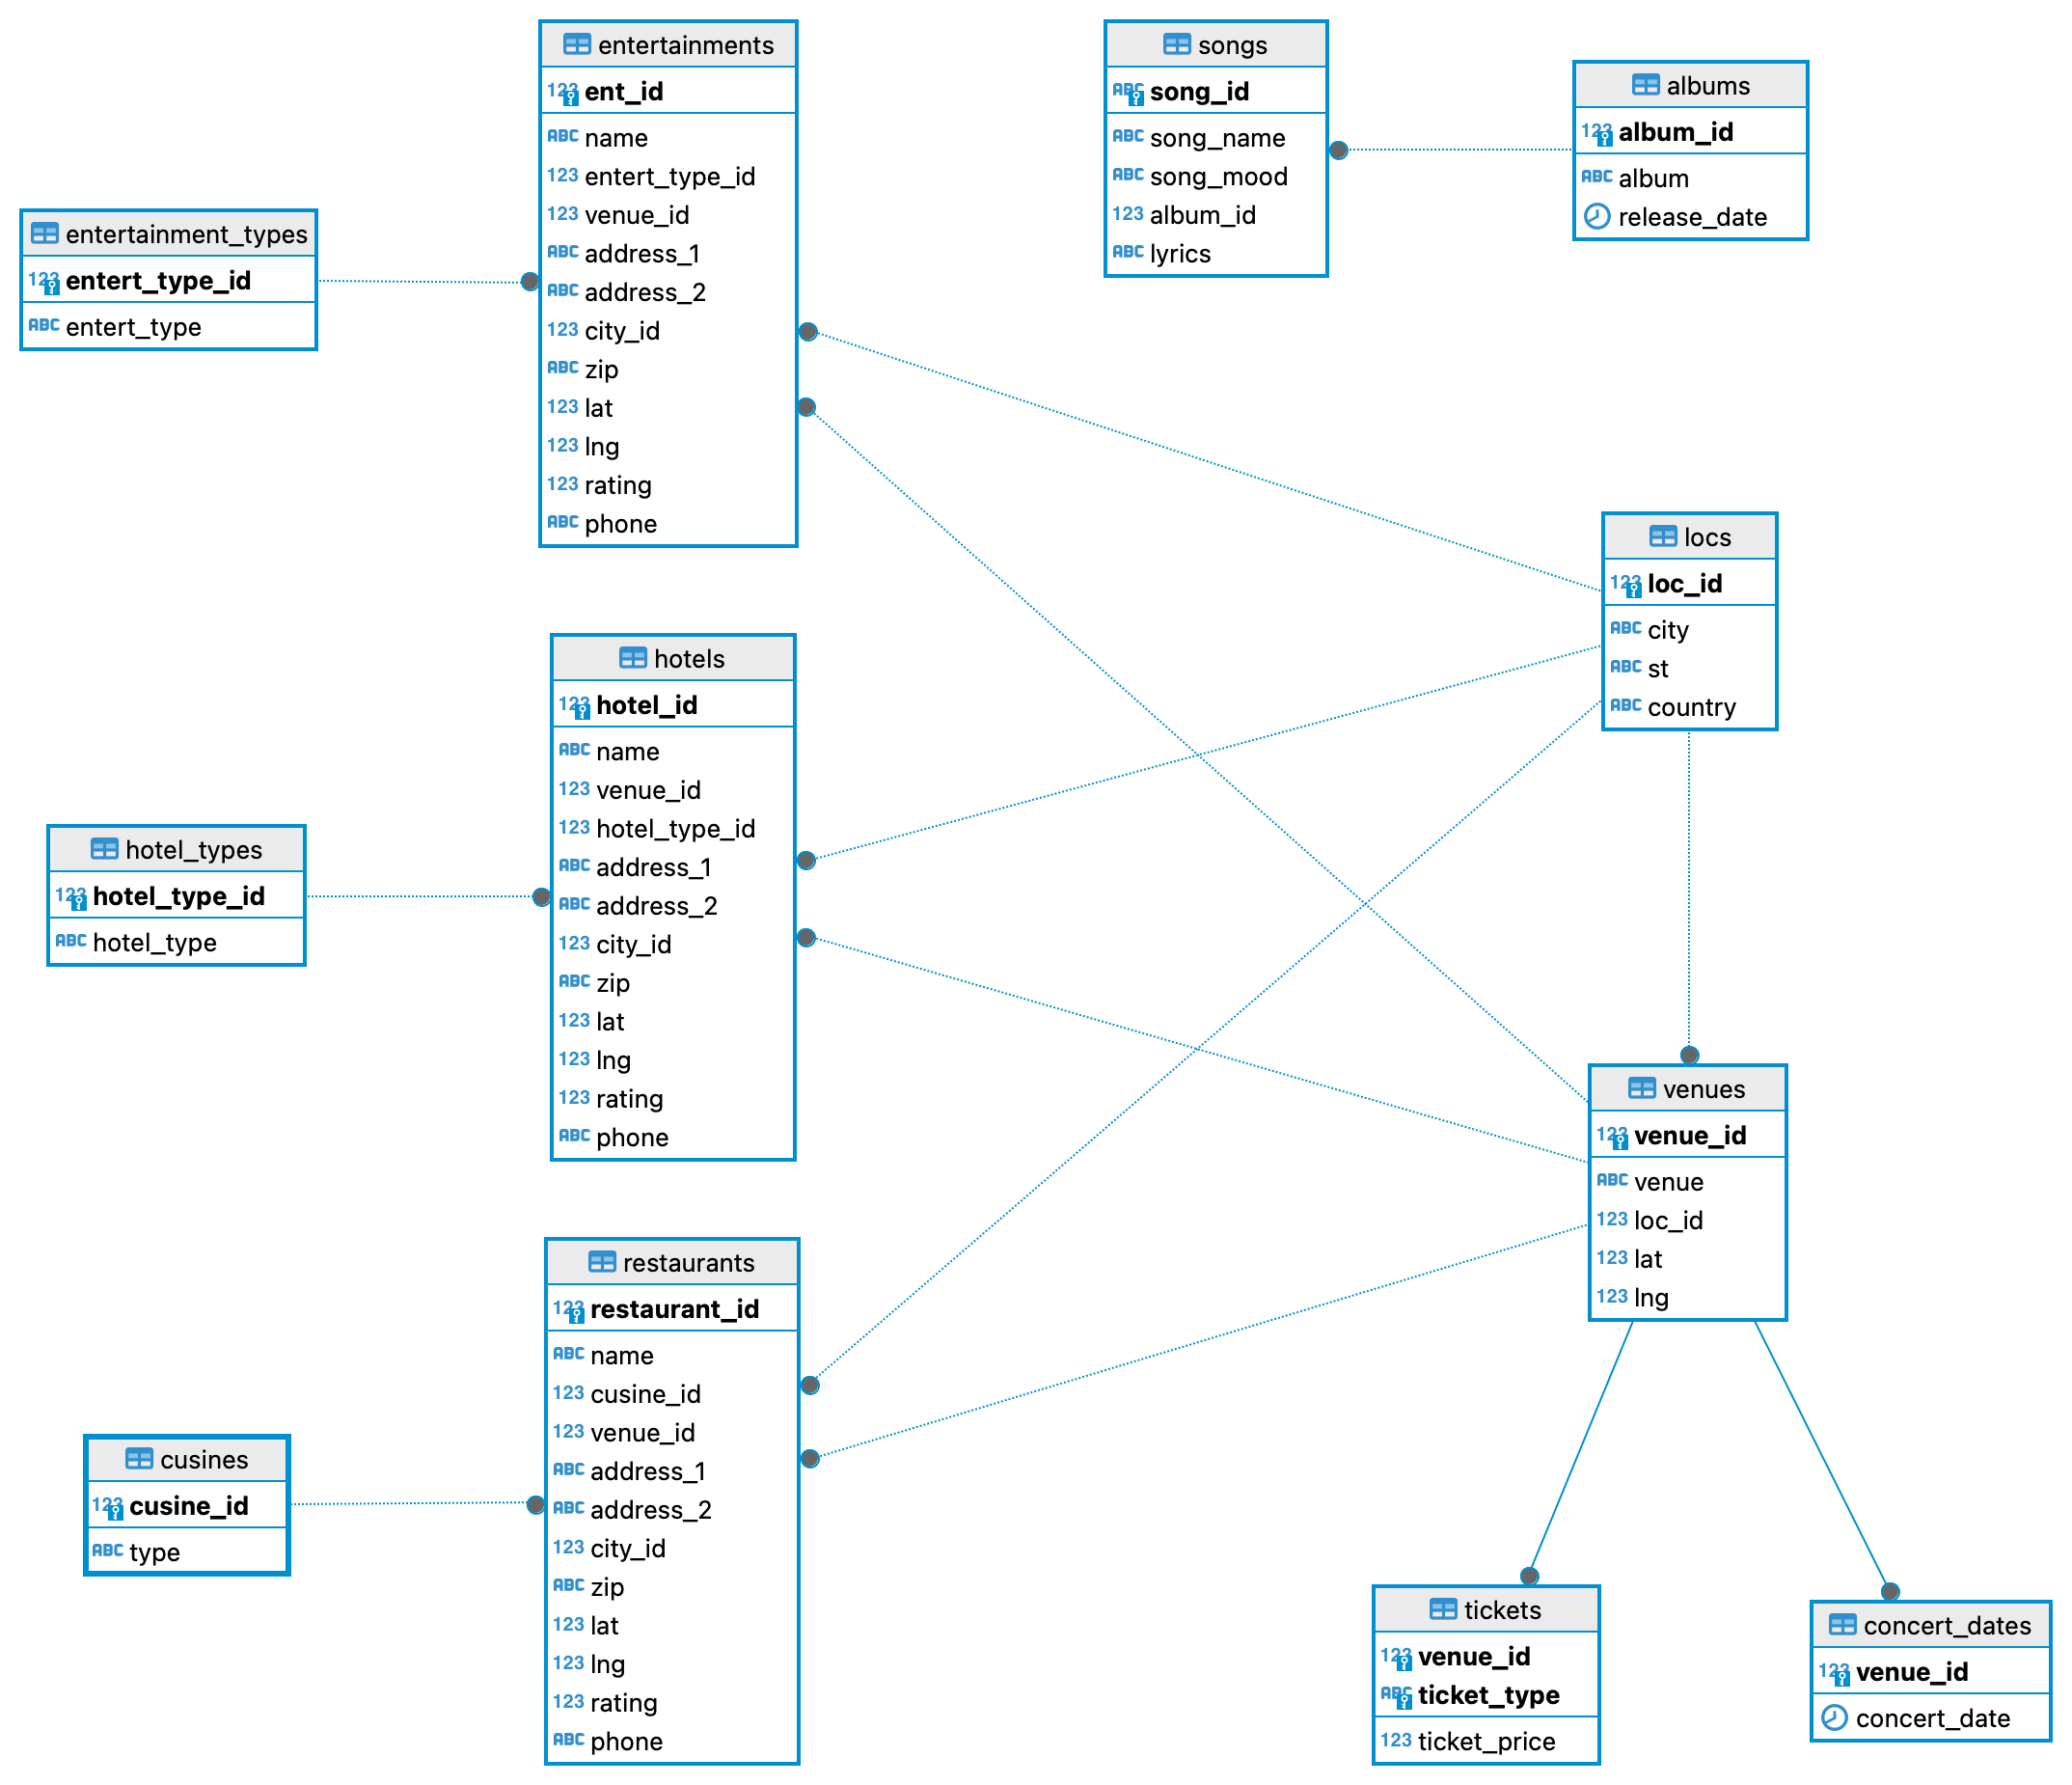 entertainments
123 ent_id
ABC name
123 entert_type_id
123 venue_id
ABC address_1
ABC address_2
123 city_id
ABC zip
123 lat
123 lng
123 rating
ABC phone
songs
ABC song_id
ABC song_name
ABC song_mood
123 album_id
ABC lyrics
albums
123 album_id
ABC album
release_date
entertainment_types
123 entert_type_id
ABC entert_type
locs
123 loc_id
ABC city
ABC st
ABC country
hotels
123 hotel_id
ABC name
123 venue_id
123 hotel_type_id
ABC address_1
ABC address_2
123 city_id
ABC zip
123 lat
123 lng
123 rating
ABC phone
hotel_types
123 hotel_type_id
ABC hotel_type
venues
123 venue_id
ABC venue
123 loc_id
123 lat
123 lng
restaurants
123 restaurant_id
ABC name
123 cusine_id
123 venue_id
ABC address_1
ABC address_2
123 city_id
ABC zip
123 lat
123 lng
123 rating
ABC phone
cusines
123 cusine_id
ABC type
tickets
123 venue_id
ABC ticket_type
123 ticket_price
concert_dates
123 venue_id
concert_date